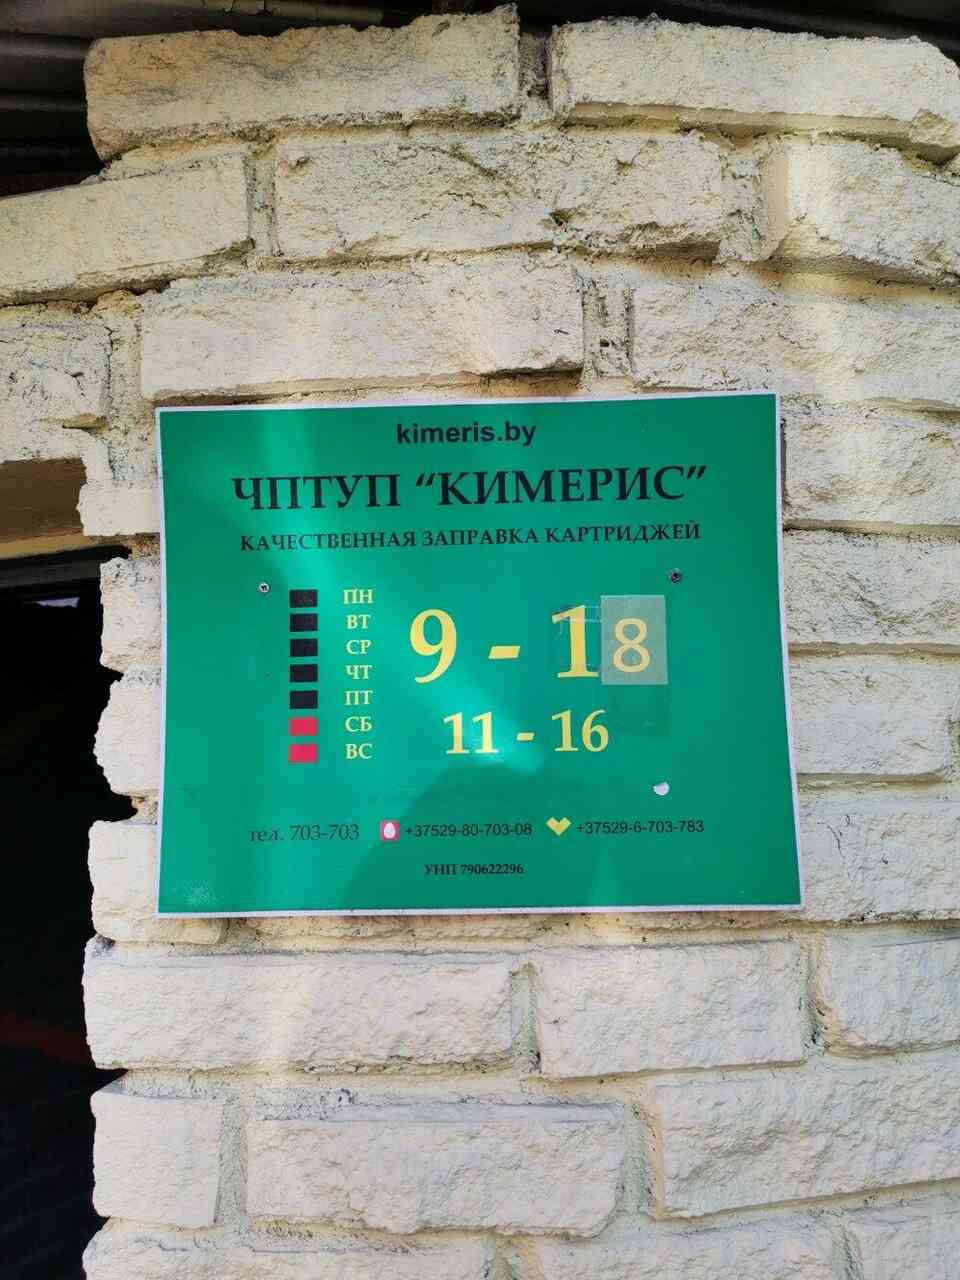 kimeris.by
ЧПТУП “КИМЕРИС”
КАЧЕСТВЕННАЯ ЗАПРАВКА КАРТРИДЖЕЙ
ПН
ВТ
СР
ЧТ
ПТ
9 - 18
СБ
ВС
11 - 16
тел. 703-703 +37529-80-703-08 +37529-6-703-783
УНП 790622296